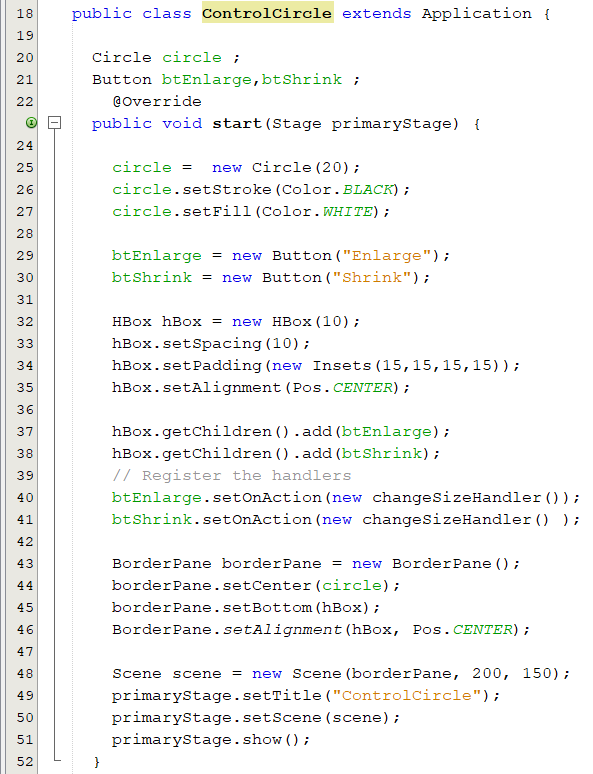 18 public class ControlCircle extends Application {
19
20 Circle circle ;
21 Button btEnlarge,btShrink ;
22 @Override
public void start(Stage primaryStage) {
24
25 circle =  new Circle(20);
26 circle.setStroke(Color.BLACK);
27 circle.setFill(Color.WHITE);
28
29 btEnlarge = new Button("Enlarge");
30 btShrink = new Button("Shrink");
31
32 HBox hBox = new HBox(10);
33 hBox.setSpacing(10);
34 hBox.setPadding(new Insets(15,15,15,15));
35 hBox.setAlignment(Pos.CENTER);
36
37 hBox.getChildren().add(btEnlarge);
38 hBox.getChildren().add(btShrink);
39 // Register the handlers
40 btEnlarge.setOnAction(new changeSizeHandler());
41 btShrink.setOnAction(new changeSizeHandler() );
42
43 BorderPane borderPane = new BorderPane();
44 borderPane.setCenter(circle);
45 borderPane.setBottom(hBox);
46 BorderPane.setAlignment(hBox, Pos.CENTER);
47
48 Scene scene = new Scene(borderPane, 200, 150);
49 primaryStage.setTitle("ControlCircle");
50 primaryStage.setScene(scene);
51 primaryStage.show();
52 }